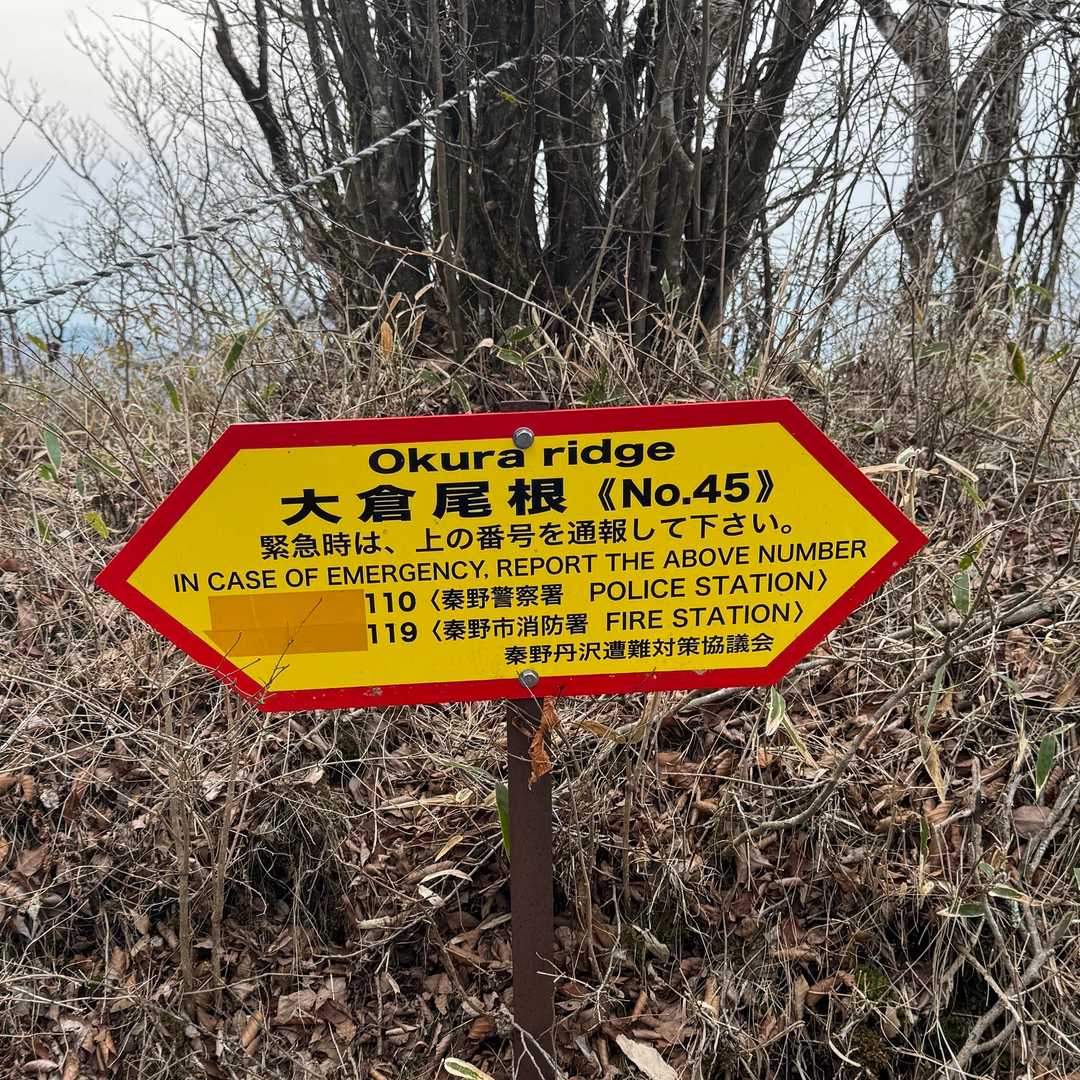 Okura ridge
大倉尾根《No.45》
緊急時は、上の番号を通報して下さい。
IN CASE OF EMERGENCY, REPORT THE ABOVE NUMBER
110〈秦野警察署 POLICE STATION〉
119〈秦野市消防署 FIRE STATION〉
秦野丹沢遭難対策協議会